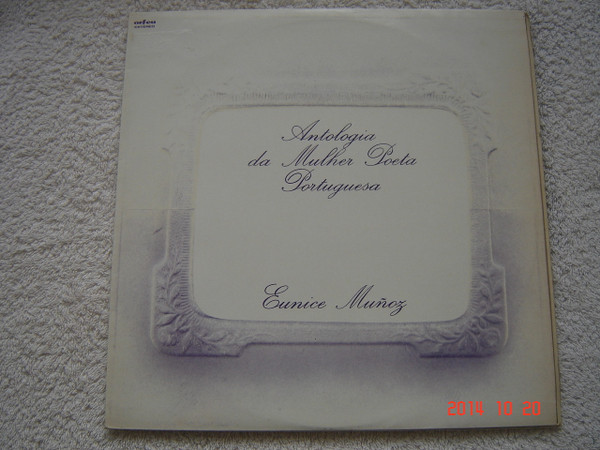 orfeu
Antologia
da Mulher Poeta
Portuguesa
Eunice Muñoz
2014 10 20